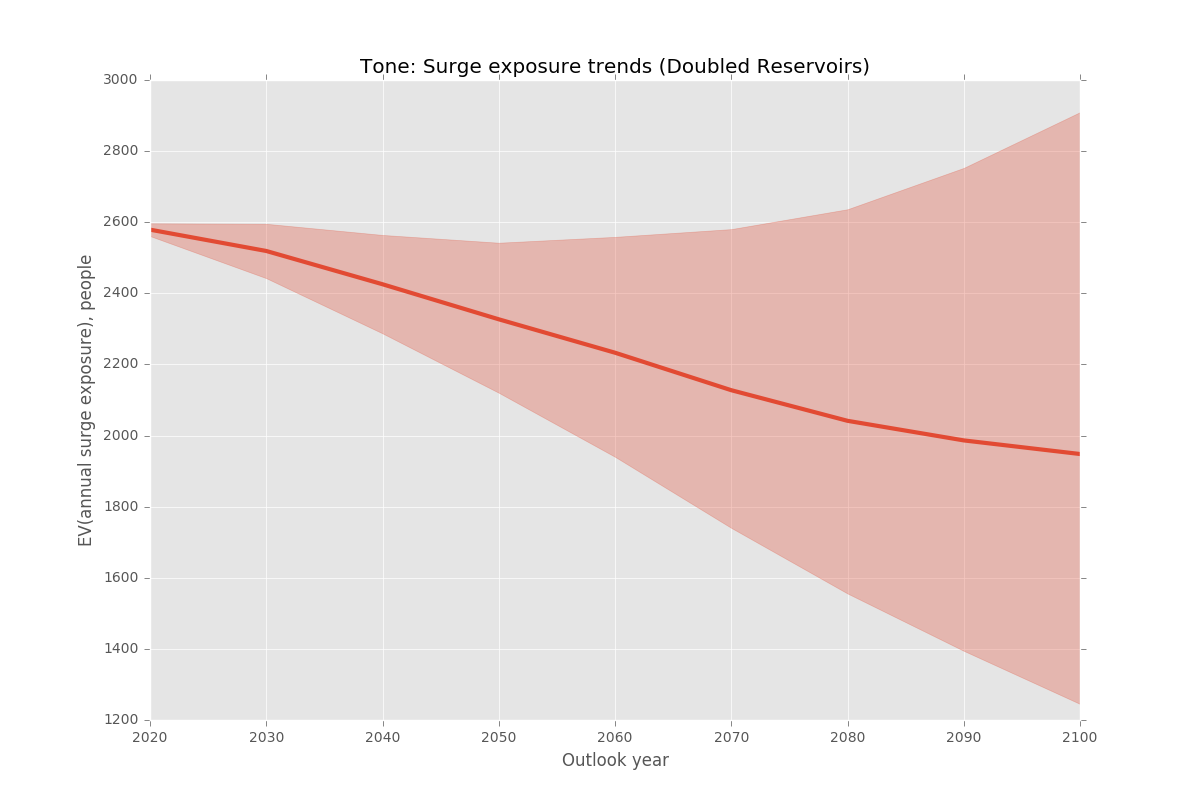 Tone: Surge exposure trends (Doubled Reservoirs)
3000
2800
2600
2400
2200
2000
1800
1600
1400
1200
EV(annual surge exposure), people
2020 2030 2040 2050 2060 2070 2080 2090 2100
Outlook year